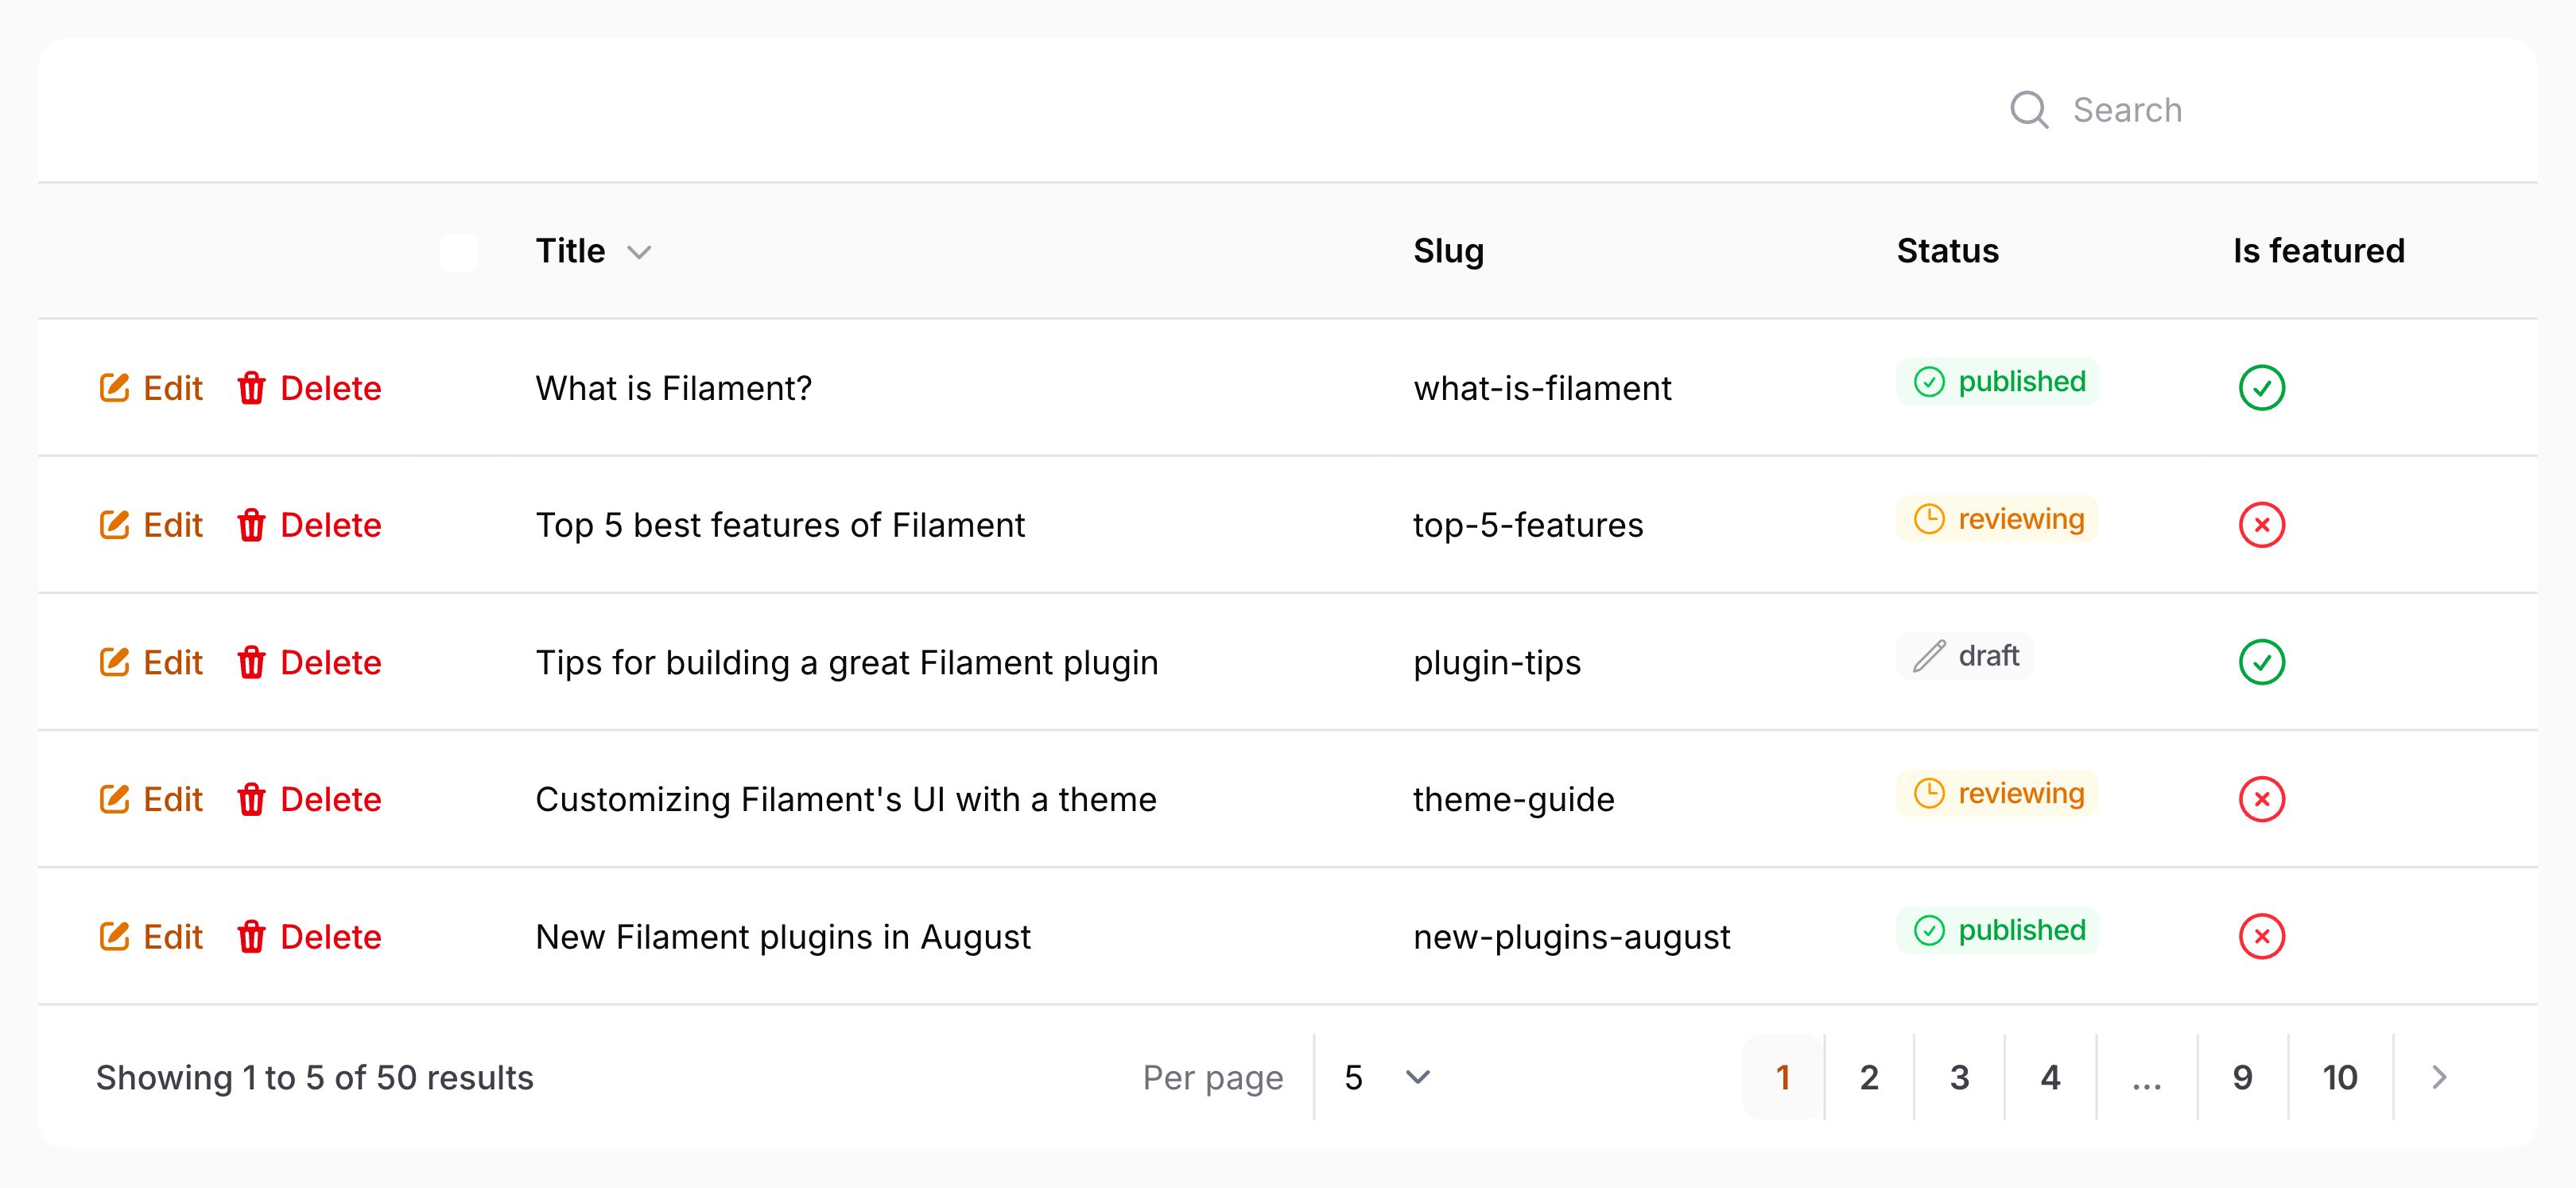 Search
Title Slug Status Is featured
Edit Delete What is Filament? what-is-filament published
Edit Delete Top 5 best features of Filament top-5-features reviewing
Edit Delete Tips for building a great Filament plugin plugin-tips draft
Edit Delete Customizing Filament's UI with a theme theme-guide reviewing
Edit Delete New Filament plugins in August new-plugins-august published
Showing 1 to 5 of 50 results Per page 5 1 2 3 4 ... 9 10